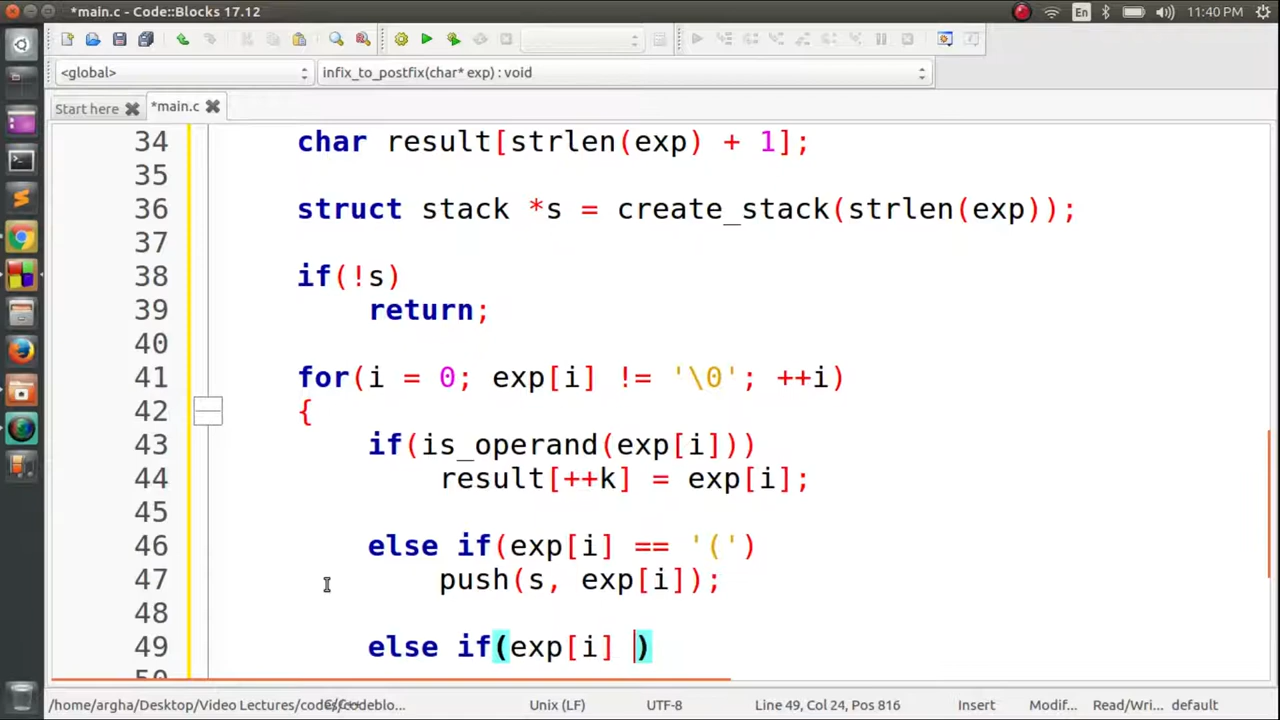 *main.c - Code::Blocks 17.12
En
11:40 PM
<global>
infix_to_postfix(char* exp) : void
Start here
*main.c
34 char result[strlen(exp) + 1];
35
36 struct stack *s = create_stack(strlen(exp));
37
38 if(!s)
39 return;
40
41 for(i = 0; exp[i] != '\0'; ++i)
42 {
43 if(is_operand(exp[i]))
44 result[++k] = exp[i];
45
46 else if(exp[i] == '(')
47 push(s, exp[i]);
48
49 else if(exp[i] )
/home/argha/Desktop/Video Lectures/codes/codeblo...
Unix (LF)
UTF-8
Line 49, Col 24, Pos 816
Insert
Modif...
Read/Wri...
default